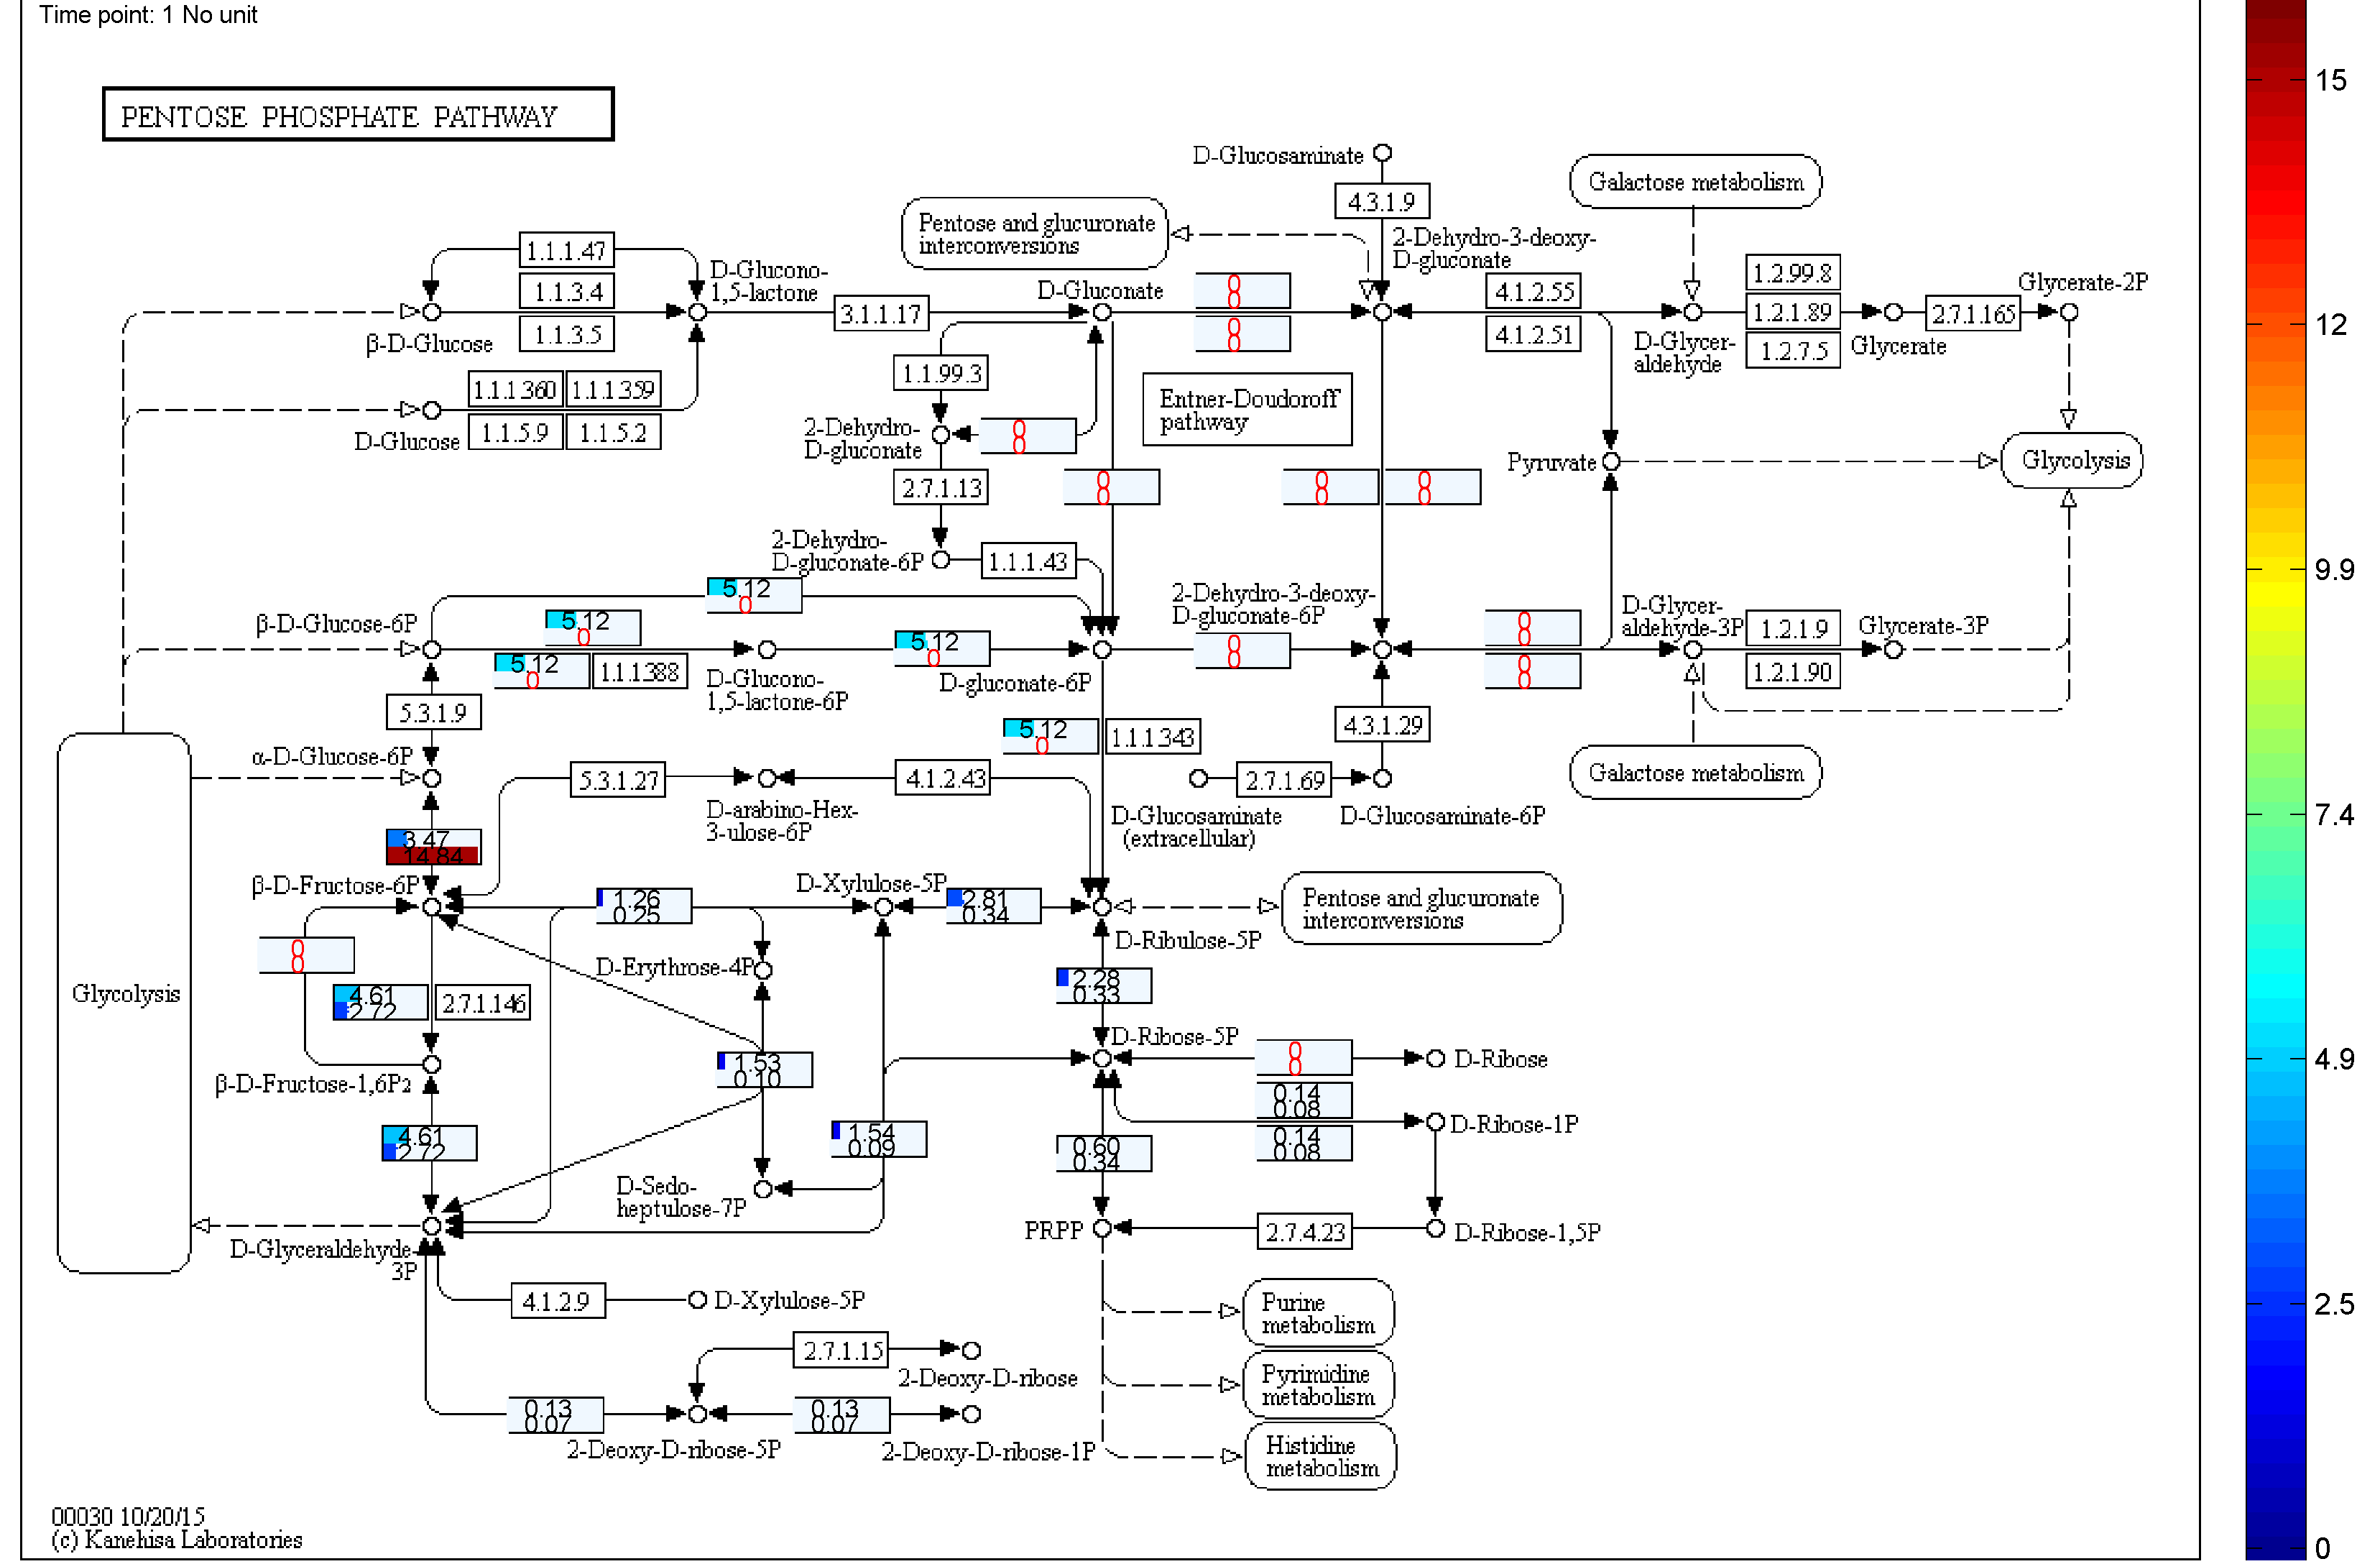 Time point: 1 No unit
15
PENTOSE PHOSPHATE PATHWAY
D-Glucosaminate
Galactose metabolism
4.3.1.9
Pentose and glucuronate
interconversions
2-Dehydro-3-deoxy-
D-gluconate
1.1.1.47
D-Glucono-
1,5-lactone
1.1.3.4
D-Gluconate
0
0
4.1.2.55
1.2.99.8
Glycerate-2P
3.1.1.17
1.2.1.89
2.7.1.165
12
1.1.3.5
0
0
4.1.2.51
β-D-Glucose
D-Glycer-
aldehyde
1.2.7.5
Glycerate
1.1.1.360
1.1.1.359
1.1.99.3
Entner-Doudoroff
pathway
D-Glucose
1.1.5.9
1.1.5.2
2-Dehydro-
D-gluconate
0
0
Pyruvate
Glycolysis
2.7.1.13
0
0
0
0
0
0
2-Dehydro-
D-gluconate-6P
1.1.1.43
9.9
5.12
0
2-Dehydro-3-deoxy-
D-gluconate-6P
β-D-Glucose-6P
5.12
0
5.12
0
0
0
0
0
D-Glycer-
aldehyde-3P
1.2.1.9
Glycerate-3P
5.12
0
1.1.1.388
D-Glucono-
1,5-lactone-6P
D-gluconate-6P
0
0
1.2.1.90
5.3.1.9
5.12
0
1.1.1.343
4.3.1.29
α-D-Glucose-6P
5.3.1.27
4.1.2.43
2.7.1.69
Galactose metabolism
D-arabino-Hex-
3-ulose-6P
D-Glucosaminate
(extracellular)
D-Glucosaminate-6P
7.4
3.47
14.84
β-D-Fructose-6P
1.26
0.25
D-Xylulose-5P
2.81
0.34
Pentose and glucuronate
interconversions
D-Ribulose-5P
0
0
D-Erythrose-4P
2.28
0.33
Glycolysis
4.61
2.72
2.7.1.146
D-Ribose-5P
1.53
0.10
0
0
D-Ribose
4.9
β-D-Fructose-1,6P2
0.14
0.08
D-Ribose-1P
4.61
2.72
1.54
0.09
0.60
0.34
0.14
0.08
D-Sedo-
heptulose-7P
PRPP
2.7.4.23
D-Ribose-1,5P
D-Glyceraldehyde-
3P
4.1.2.9
D-Xylulose-5P
Purine
metabolism
2.5
2.7.1.15
2-Deoxy-D-ribose
Pyrimidine
metabolism
0.13
0.07
0.13
0.07
2-Deoxy-D-ribose-5P
2-Deoxy-D-ribose-1P
Histidine
metabolism
00030 10/20/15
(c) Kanehisa Laboratories
0